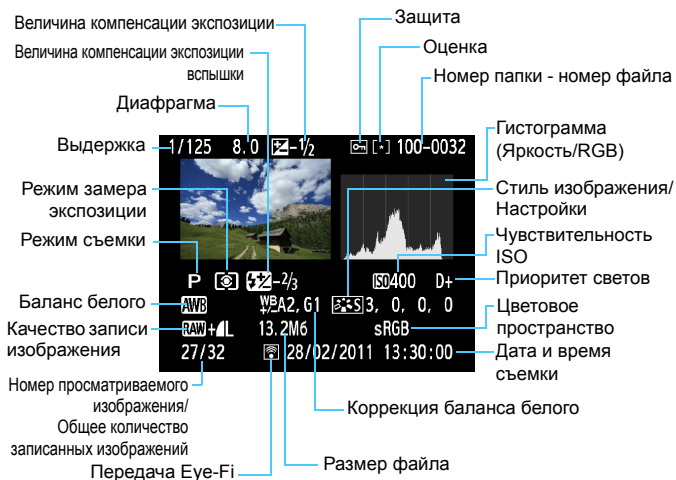 Величина компенсации экспозиции
Величина компенсации экспозиции
вспышки
Диафрагма
Выдержка
Режим замера
экспозиции
Режим съемки
Баланс белого
Качество записи
изображения
Номер просматриваемого
изображения/
Общее количество
записанных изображений
Передача Eye-Fi
Защита
Оценка
Номер папки - номер файла
Гистограмма
(Яркость/RGB)
Стиль изображения/
Настройки
Чувствительность
ISO
Приоритет светов
Цветовое
пространство
Дата и время
съемки
Коррекция баланса белого
Размер файла
1/125 8.0 -1/2 [*] 100-0032
P -2/3 ISO400 D+
AWB WB A2, G1 S 3, 0, 0, 0
RAW+L 13.2Мб sRGB
27/32 28/02/2011 13:30:00